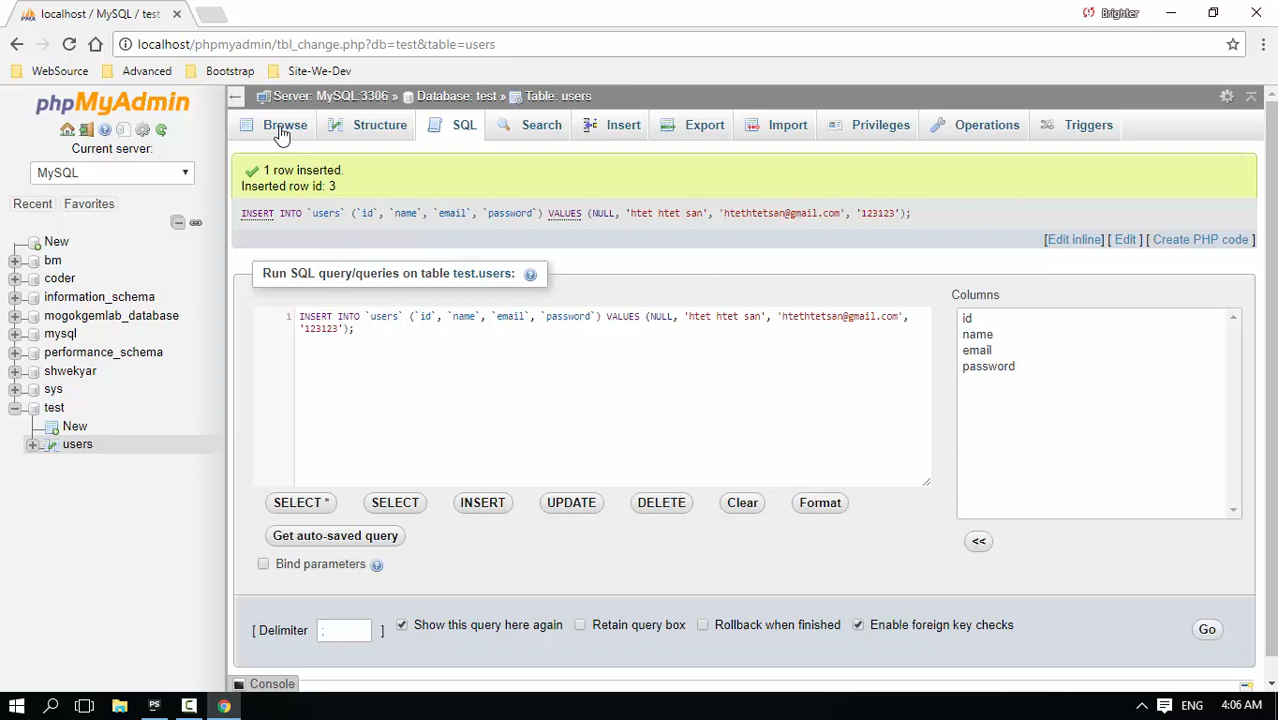 localhost / MySQL / test
Brighter
localhost/phpmyadmin/tbl_change.php?db=test&table=users
WebSource
Advanced
Bootstrap
Site-We-Dev
phpMyAdmin
Current server:
MySQL
Recent
Favorites
New
bm
coder
information_schema
mogokgemlab_database
mysql
performance_schema
shwekyar
sys
test
New
users
Server: MySQL:3306 » Database: test » Table: users
Browse
Structure
SQL
Search
Insert
Export
Import
Privileges
Operations
Triggers
1 row inserted.
Inserted row id: 3
INSERT INTO `users` (`id`, `name`, `email`, `password`) VALUES (NULL, 'htet htet san', 'htethtetsan@gmail.com', '123123');
[Edit inline] [ Edit ] [ Create PHP code ]
Run SQL query/queries on table test.users:
1
INSERT INTO `users` (`id`, `name`, `email`, `password`) VALUES (NULL, 'htet htet san', 'htethtetsan@gmail.com',
'123123');
Columns
id
name
email
password
SELECT *
SELECT
INSERT
UPDATE
DELETE
Clear
Format
<<
Get auto-saved query
Bind parameters
[ Delimiter ; ]
Show this query here again
Retain query box
Rollback when finished
Enable foreign key checks
Go
Console
PS
ENG
4:06 AM